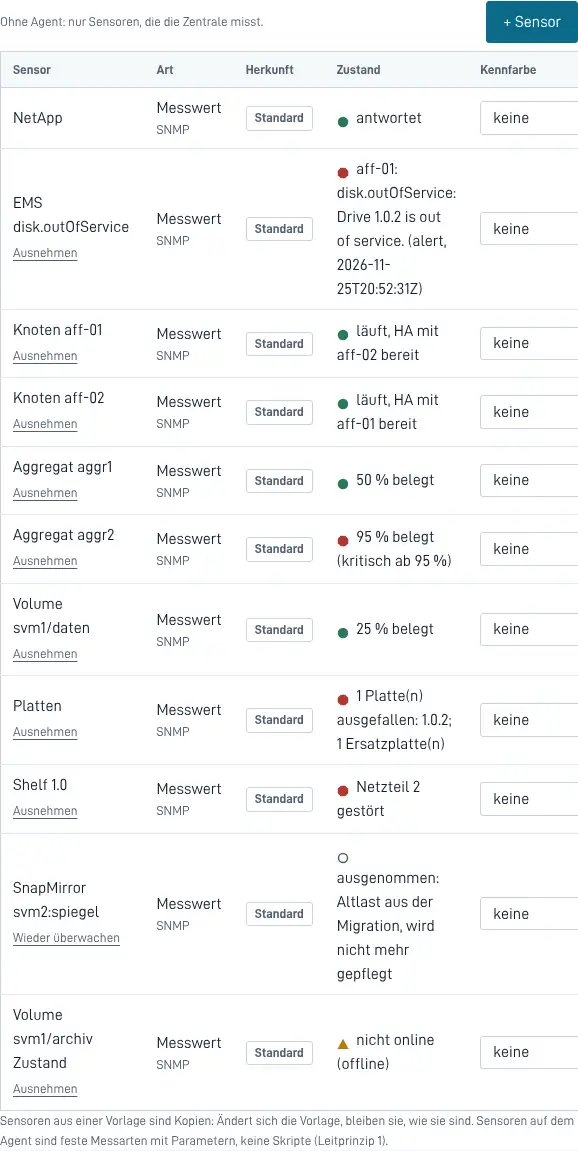 Ohne Agent: nur Sensoren, die die Zentrale misst.
+ Sensor
Sensor Art Herkunft Zustand Kennfarbe
NetApp
Messwert
SNMP
Standard
antwortet
keine
EMS
disk.outOfService
Ausnehmen
Messwert
SNMP
Standard
aff-01:
disk.outOfService:
Drive 1.0.2 is out
of service. (alert,
2026-11-
25T20:52:31Z)
keine
Knoten aff-01
Ausnehmen
Messwert
SNMP
Standard
läuft, HA mit
aff-02 bereit
keine
Knoten aff-02
Ausnehmen
Messwert
SNMP
Standard
läuft, HA mit
aff-01 bereit
keine
Aggregat aggr1
Ausnehmen
Messwert
SNMP
Standard
50 % belegt
keine
Aggregat aggr2
Ausnehmen
Messwert
SNMP
Standard
95 % belegt
(kritisch ab 95 %)
keine
Volume
svm1/daten
Ausnehmen
Messwert
SNMP
Standard
25 % belegt
keine
Platten
Ausnehmen
Messwert
SNMP
Standard
1 Platte(n)
ausgefallen: 1.0.2;
1 Ersatzplatte(n)
keine
Shelf 1.0
Ausnehmen
Messwert
SNMP
Standard
Netzteil 2
gestört
keine
SnapMirror
svm2:spiegel
Wieder überwachen
Messwert
SNMP
Standard
ausgenommen:
Altlast aus der
Migration, wird
nicht mehr
gepflegt
keine
Volume
svm1/archiv
Zustand
Ausnehmen
Messwert
SNMP
Standard
nicht online
(offline)
keine
Sensoren aus einer Vorlage sind Kopien: Ändert sich die Vorlage, bleiben sie, wie sie sind. Sensoren auf dem
Agent sind feste Messarten mit Parametern, keine Skripte (Leitprinzip 1).